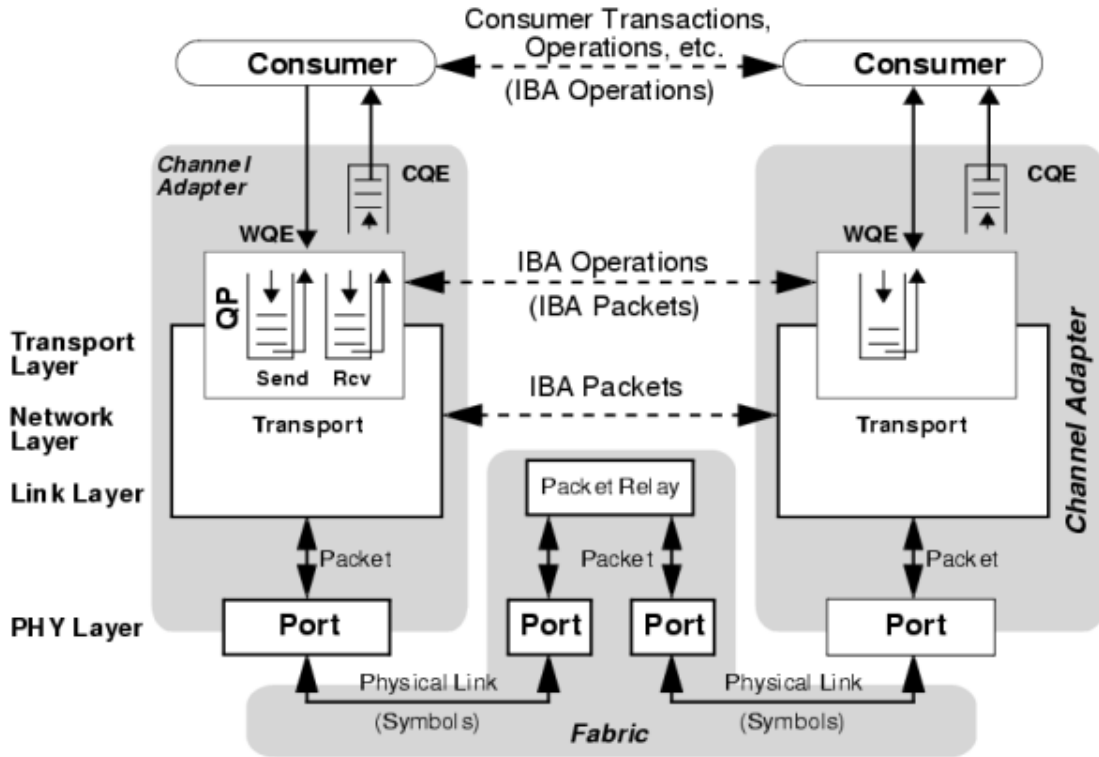 Consumer Transactions,
Operations, etc.
(IBA Operations)
Consumer
Consumer
Channel
Adapter
CQE
CQE
WQE
WQE
IBA Operations
(IBA Packets)
QP
Send
Rcv
Transport
Layer
IBA Packets
Network
Layer
Transport
Transport
Channel Adapter
Link Layer
Packet Relay
Packet
Packet
Packet
PHY Layer
Port
Port
Port
Port
Physical Link
(Symbols)
Physical Link
(Symbols)
Fabric